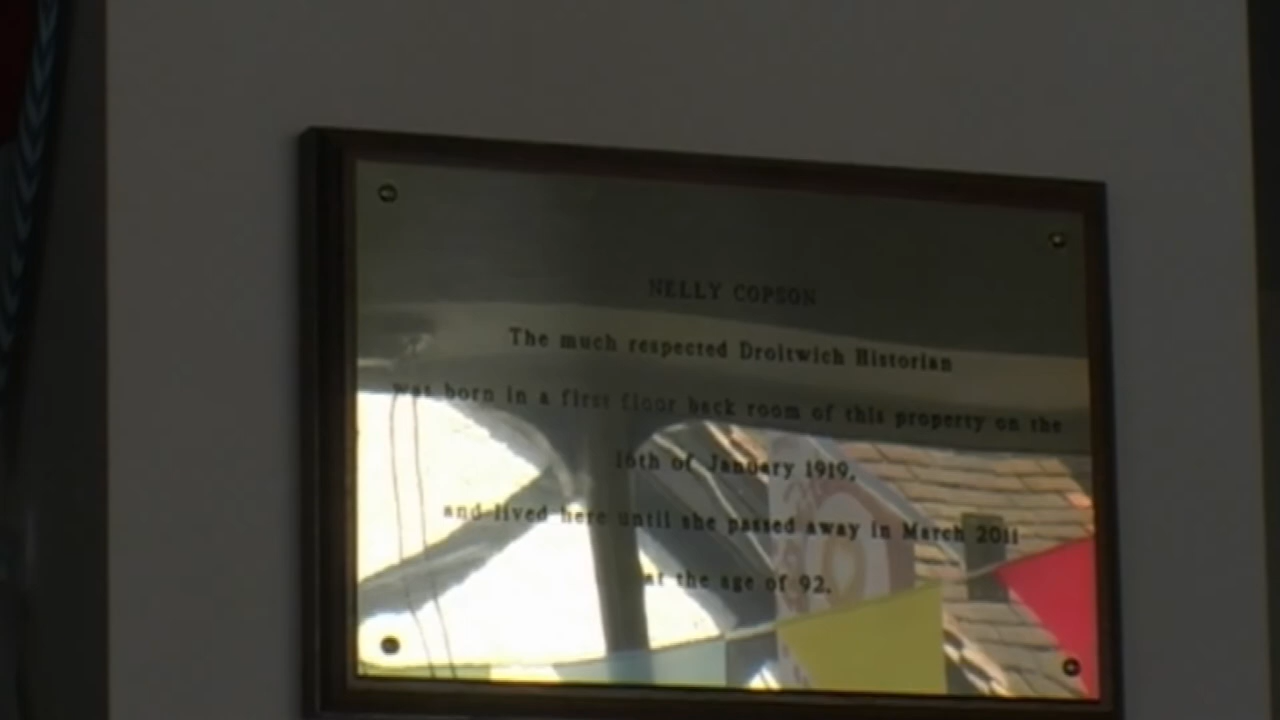 NELLY COPSON
The much respected Droitwich Historian
was born in a first floor back room of this property on the
16th of January 1919,
and lived here until she passed away in March 2011
at the age of 92.